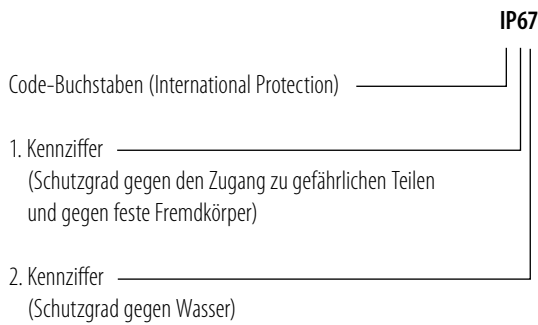 IP67
Code-Buchstaben (International Protection)
1. Kennziffer
(Schutzgrad gegen den Zugang zu gefährlichen Teilen
und gegen feste Fremdkörper)
2. Kennziffer
(Schutzgrad gegen Wasser)